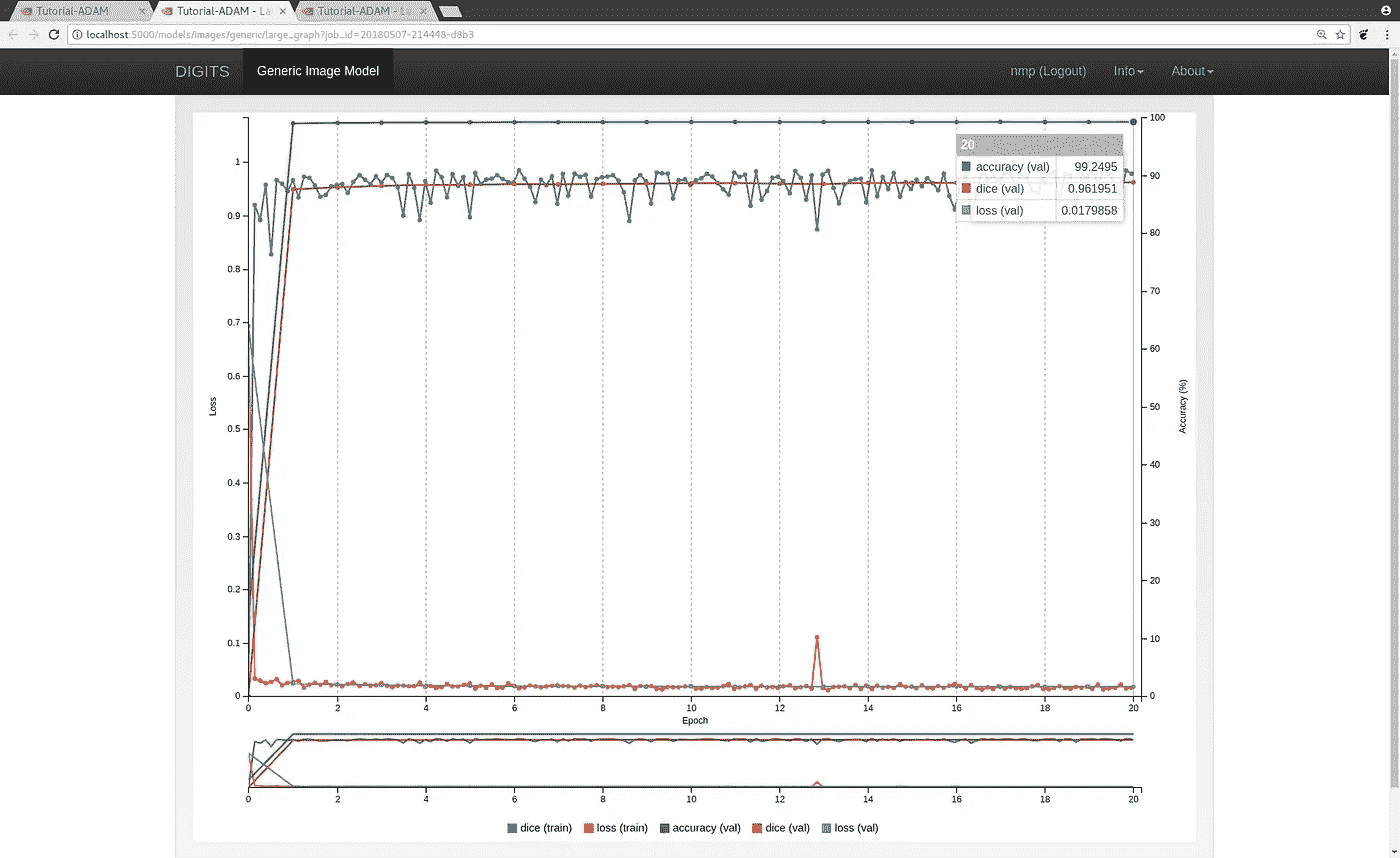 Tutorial-ADAM
Tutorial-ADAM - La
Tutorial-ADAM - La
localhost:5000/models/images/generic/large_graph?job_id=20180507-214448-d8b3
DIGITS
Generic Image Model
nmp (Logout)
Info
About
1
0.9
0.8
0.7
0.6
0.5
0.4
0.3
0.2
0.1
0
Loss
100
90
80
70
60
50
40
30
20
10
0
Accuracy (%)
20
accuracy (val) 99.2495
dice (val) 0.961951
loss (val) 0.0179858
0 2 4 6 8 10 12 14 16 18 20
Epoch
0 2 4 6 8 10 12 14 16 18 20
dice (train) loss (train) accuracy (val) dice (val) loss (val)